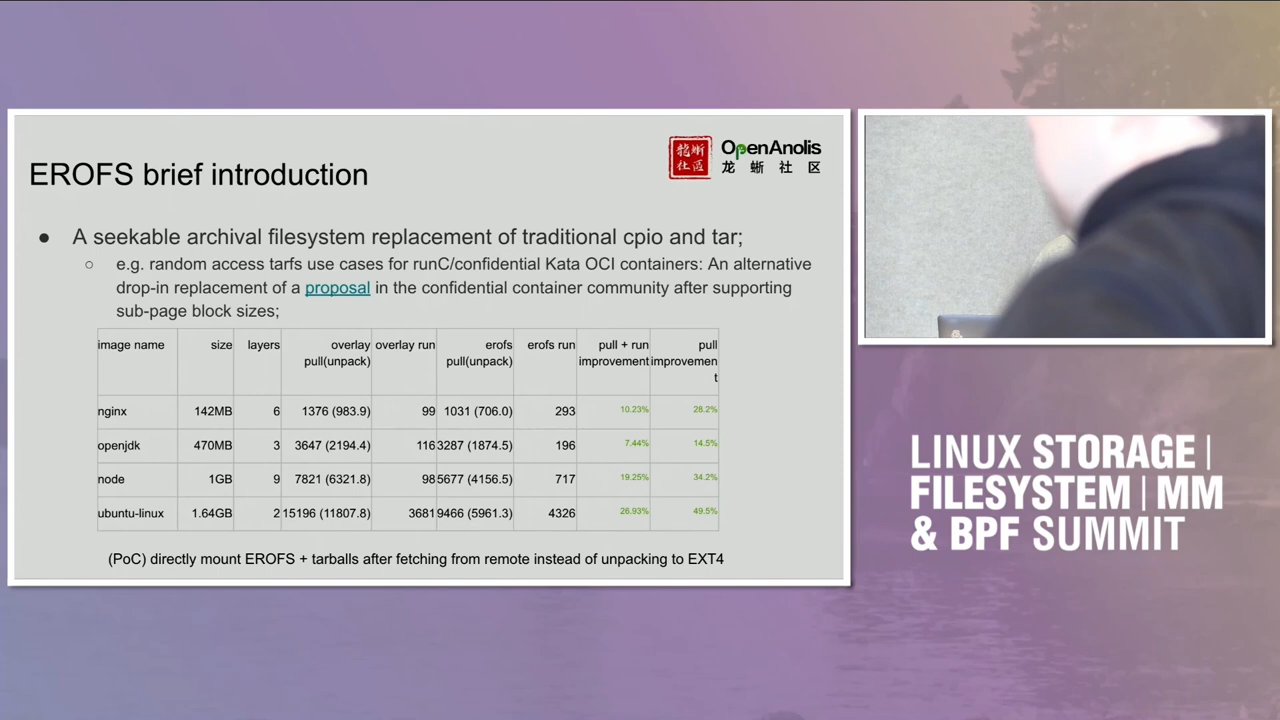 EROFS brief introduction
龍蜥
社區
OpenAnolis
龙 蜥 社 区
● A seekable archival filesystem replacement of traditional cpio and tar;
○ e.g. random access tarfs use cases for runC/confidential Kata OCI containers: An alternative
drop-in replacement of a proposal in the confidential container community after supporting
sub-page block sizes;
image name size layers overlay pull(unpack) overlay run erofs pull(unpack) erofs run pull + run improvement pull improvement
nginx 142MB 6 1376 (983.9) 99 1031 (706.0) 293 10.23% 28.2%
openjdk 470MB 3 3647 (2194.4) 116 3287 (1874.5) 196 7.44% 14.5%
node 1GB 9 7821 (6321.8) 98 5677 (4156.5) 717 19.25% 34.2%
ubuntu-linux 1.64GB 2 15196 (11807.8) 3681 9466 (5961.3) 4326 26.93% 49.5%
(PoC) directly mount EROFS + tarballs after fetching from remote instead of unpacking to EXT4
LINUX STORAGE |
FILESYSTEM | MM
& BPF SUMMIT